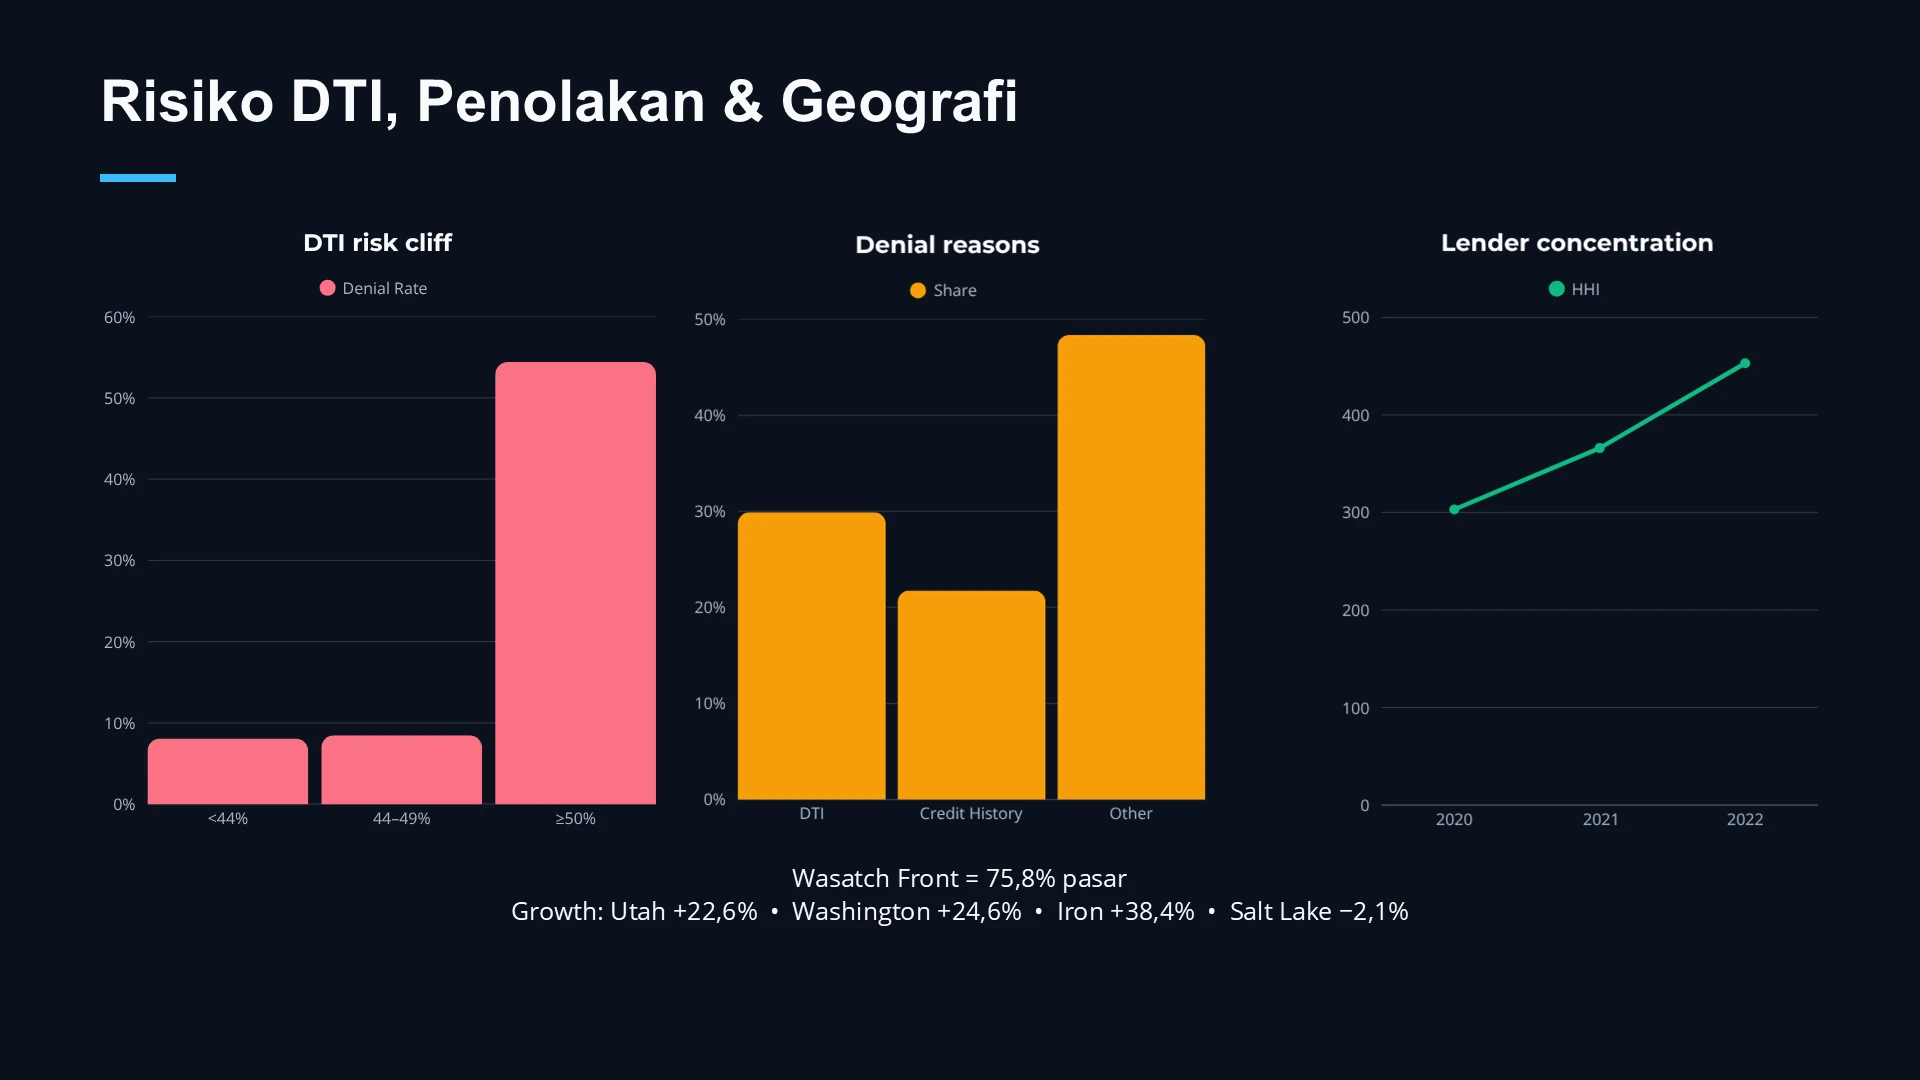 Risiko DTI, Penolakan & Geografi
DTI risk cliff
Denial Rate
60%
50%
40%
30%
20%
10%
0%
<44%
44–49%
≥50%
Denial reasons
Share
50%
40%
30%
20%
10%
0%
DTI
Credit History
Other
Lender concentration
HHI
500
400
300
200
100
0
2020
2021
2022
Wasatch Front = 75,8% pasar
Growth: Utah +22,6% • Washington +24,6% • Iron +38,4% • Salt Lake −2,1%